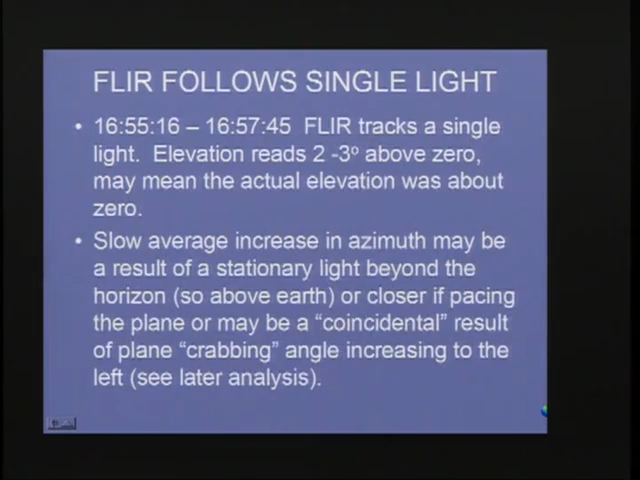 FLIR FOLLOWS SINGLE LIGHT
• 16:55:16 – 16:57:45 FLIR tracks a single
light. Elevation reads 2 -3º above zero,
may mean the actual elevation was about
zero.
• Slow average increase in azimuth may be
a result of a stationary light beyond the
horizon (so above earth) or closer if pacing
the plane or may be a “coincidental” result
of plane “crabbing” angle increasing to the
left (see later analysis).